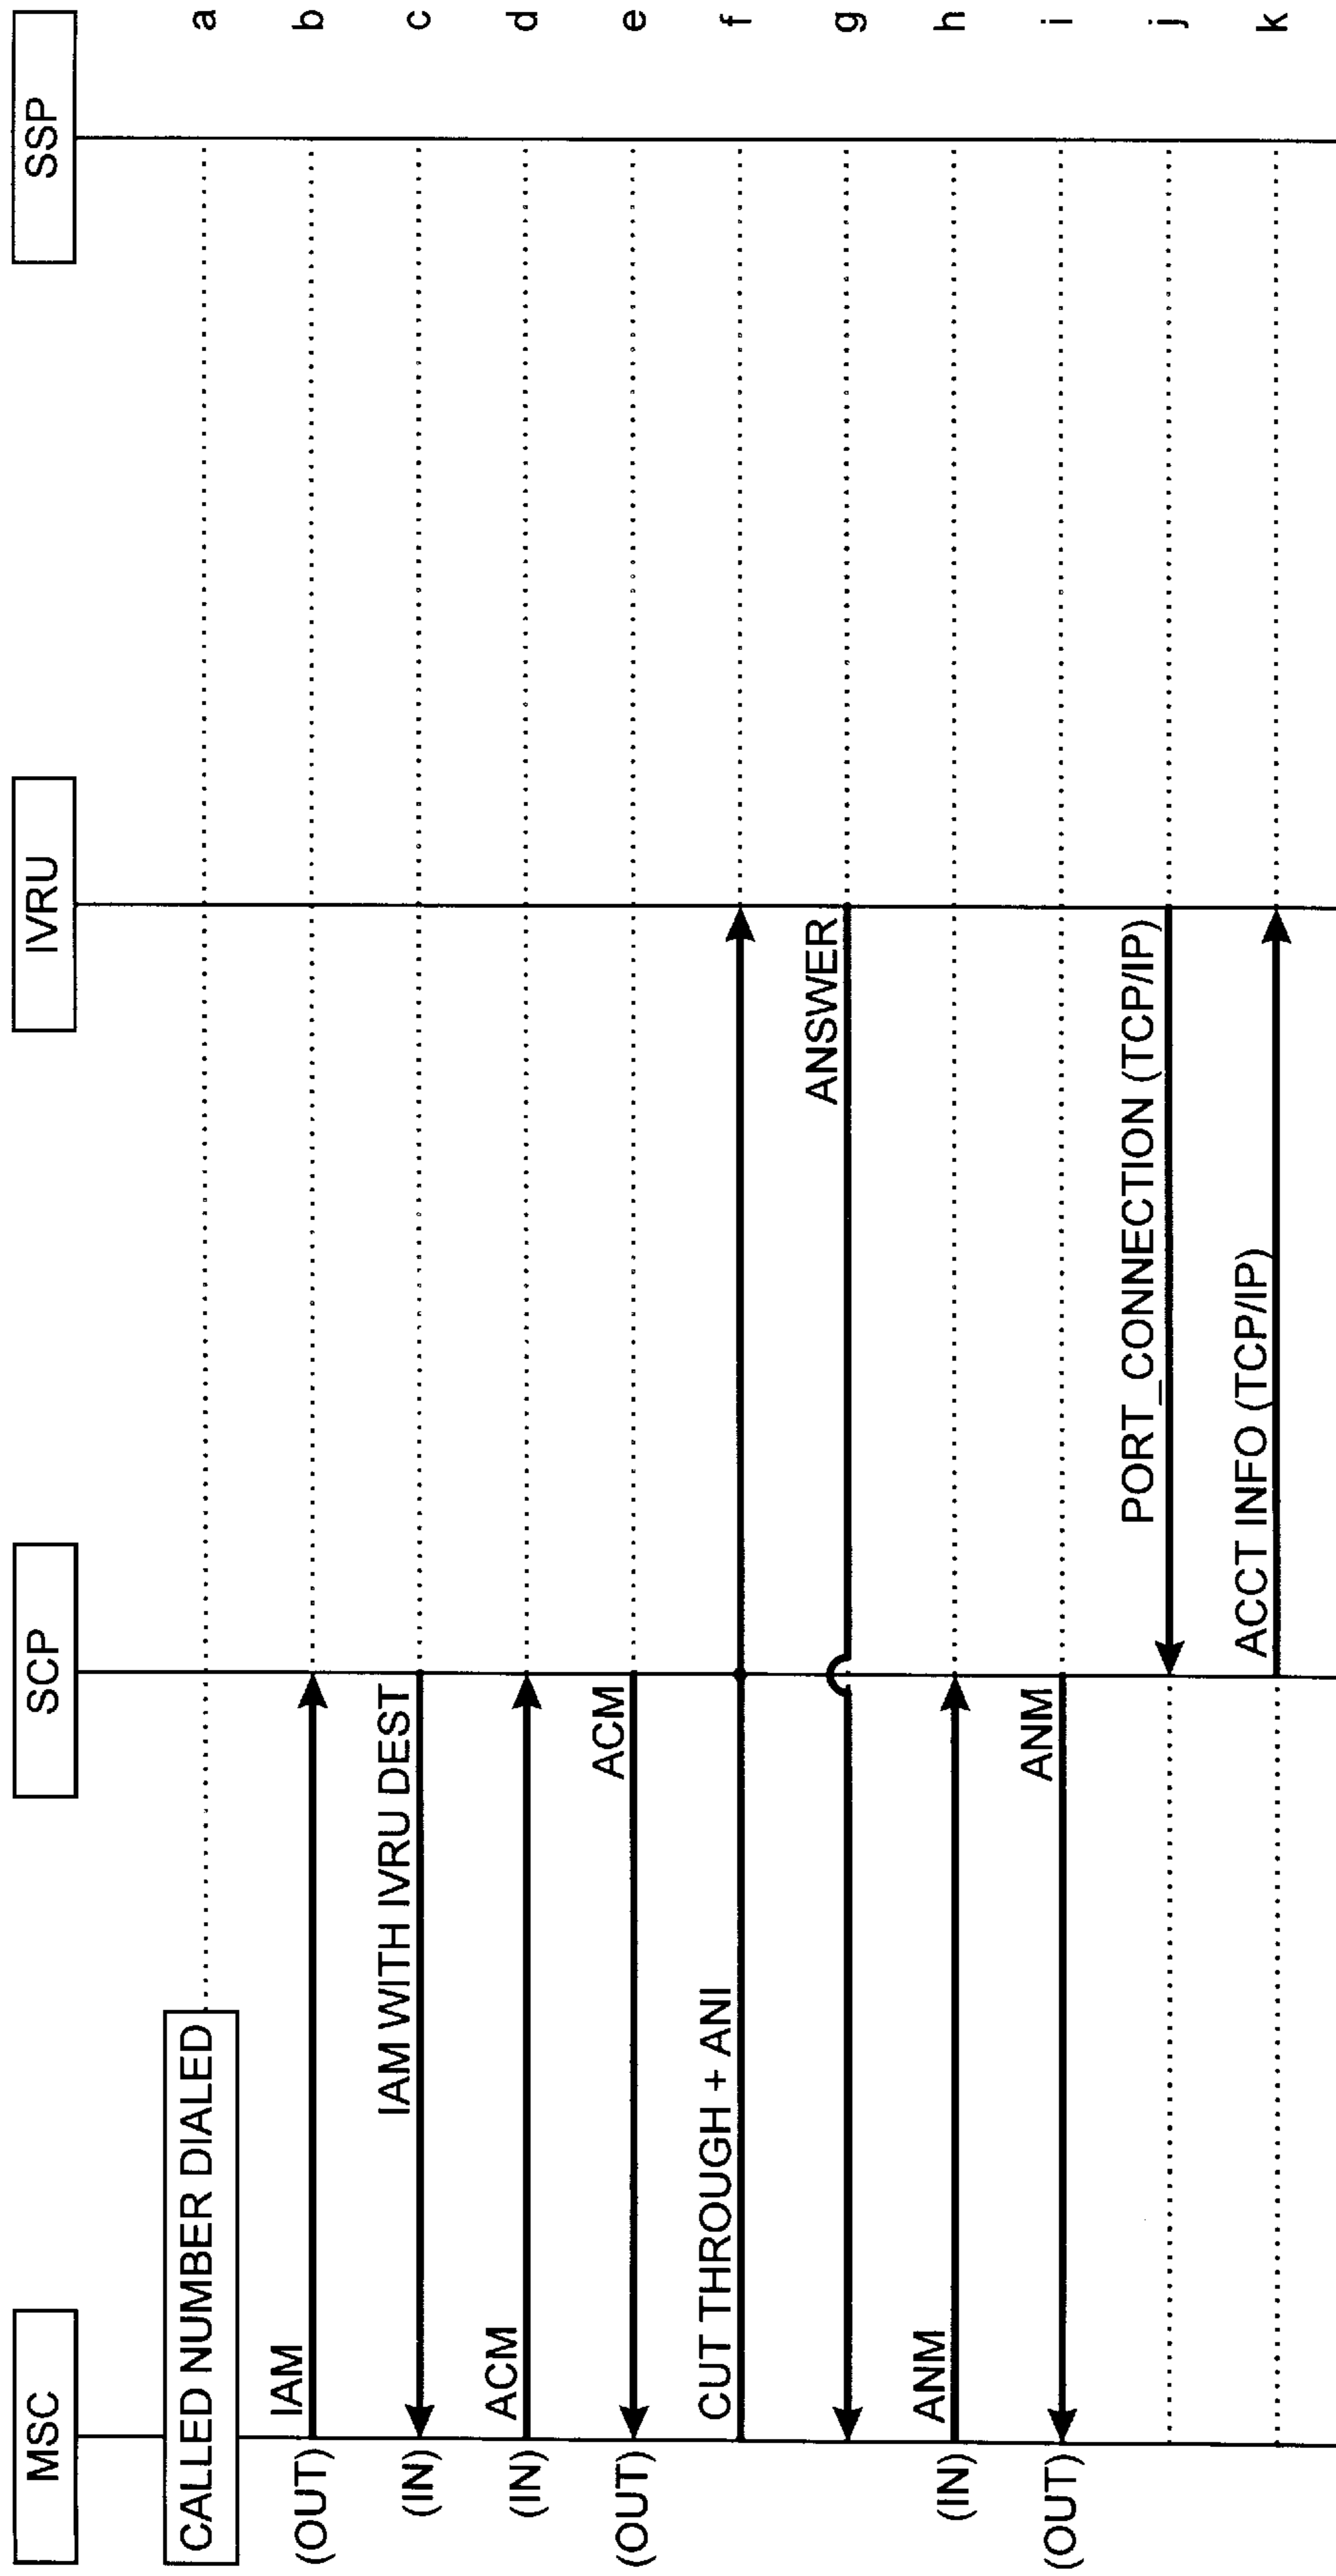 MSC
SCP
IVRU
SSP
CALLED NUMBER DIALED
a
(OUT)
IAM
b
(IN)
IAM WITH IVRU DEST
c
(IN)
ACM
d
(OUT)
ACM
e
CUT THROUGH + ANI
f
ANSWER
g
(IN)
ANM
h
(OUT)
ANM
i
PORT_CONNECTION (TCP/IP)
j
ACCT INFO (TCP/IP)
k